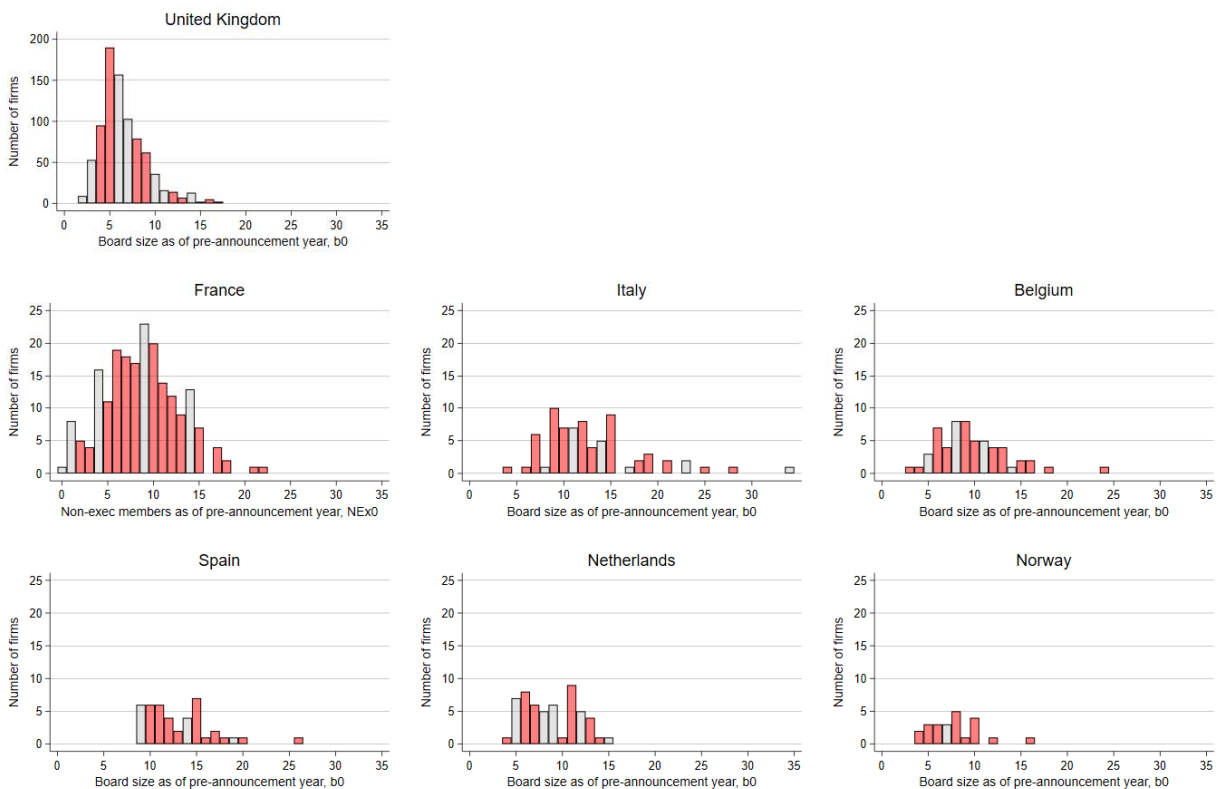 United Kingdom
Number of firms
200
150
100
50
0
0 5 10 15 20 25 30 35
Board size as of pre-announcement year, b0
France
Number of firms
25
20
15
10
5
0
0 5 10 15 20 25 30 35
Non-exec members as of pre-announcement year, NEx0
Italy
Number of firms
25
20
15
10
5
0
0 5 10 15 20 25 30
Board size as of pre-announcement year, b0
Belgium
Number of firms
25
20
15
10
5
0
0 5 10 15 20 25 30 35
Board size as of pre-announcement year, b0
Spain
Number of firms
25
20
15
10
5
0
0 5 10 15 20 25 30 35
Board size as of pre-announcement year, b0
Netherlands
Number of firms
25
20
15
10
5
0
0 5 10 15 20 25 30 35
Board size as of pre-announcement year, b0
Norway
Number of firms
25
20
15
10
5
0
0 5 10 15 20 25 30 35
Board size as of pre-announcement year, b0